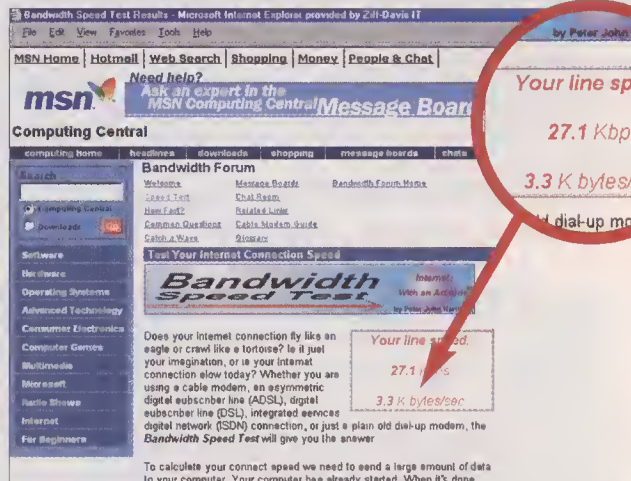 Bandwidth Speed Test Results - Microsoft Internet Explorer provided by Ziff-Davis IT
File Edit View Favorites Tools Help
MSN Home | Hotmail | Web Search | Shopping | Money | People & Chat |
msn
Need help?
Ask an expert in the
MSN Computing Central Message Board
Computing Central
computing home headlines downloads shopping message boards chats
Search
Computing Central
Downloads
Go
Software
Hardware
Operating Systems
Advanced Technology
Consumer Electronics
Computer Games
Multimedia
Microsoft
Radio Shows
Internet
For Beginners
Bandwidth Forum
Welcome Message Boards Bandwidth Forum Home
Speed Test Chat Room
How Fast? Related Links
Common Questions Cable Modem Guide
Catch a Wave Glossary
Test Your Internet Connection Speed
Bandwidth
Speed Test
Internet
With an
by Peter John
Does your Internet connection fly like an
eagle or crawl like a tortoise? Is it just
your imagination, or is your Internet
connection slow today? Whether you are
using a cable modem, an asymmetric
digital subscriber line (ADSL), digital
subscriber line (DSL), integrated services
digital network (ISDN) connection, or just a plain old dial-up modem, the
Bandwidth Speed Test will give you the answer
Your line speed.
27.1
3.3 K bytes/sec
To calculate your connect speed we need to send a large amount of data
to your computer. Your computer has already started. When it's done
by Peter John
Your line sp
27.1 Kbp
3.3 K bytes/
ld dial-up mo